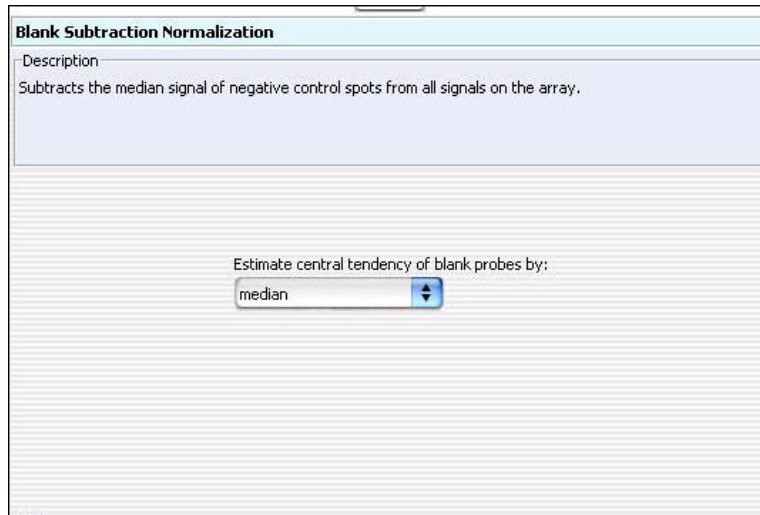 Blank Subtraction Normalization
Description
Subtracts the median signal of negative control spots from all signals on the array.
Estimate central tendency of blank probes by:
median